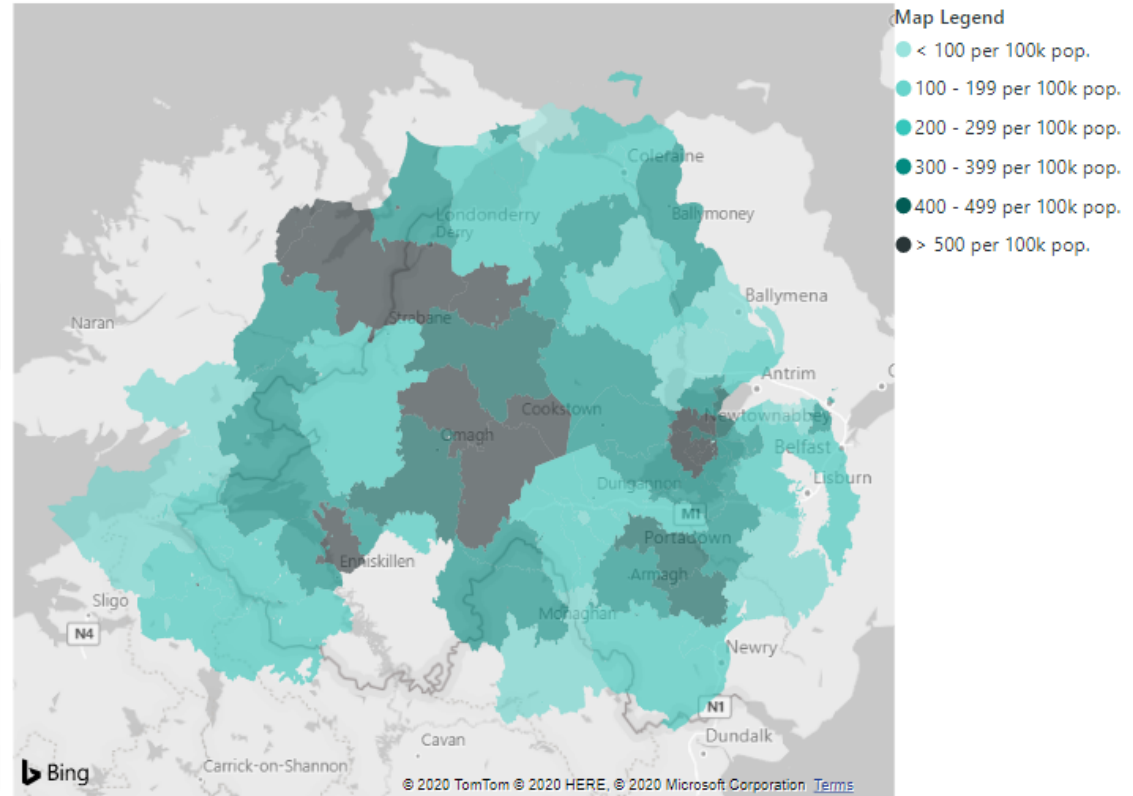 Map Legend
< 100 per 100k pop.
100 - 199 per 100k pop.
200 - 299 per 100k pop.
300 - 399 per 100k pop.
400 - 499 per 100k pop.
> 500 per 100k pop.
Coleraine
Londonderry
Derry
Ballymoney
Ballymena
Naran
Strabane
Antrim
Cookstown
Newtownabbey
Omagh
Belfast
Lisburn
Dungannon
M1
Portadown
Enniskillen
Armagh
Sligo
Monaghan
N4
Newry
N1
Dundalk
Cavan
Carrick-on-Shannon
Bing
© 2020 TomTom © 2020 HERE, © 2020 Microsoft Corporation Terms